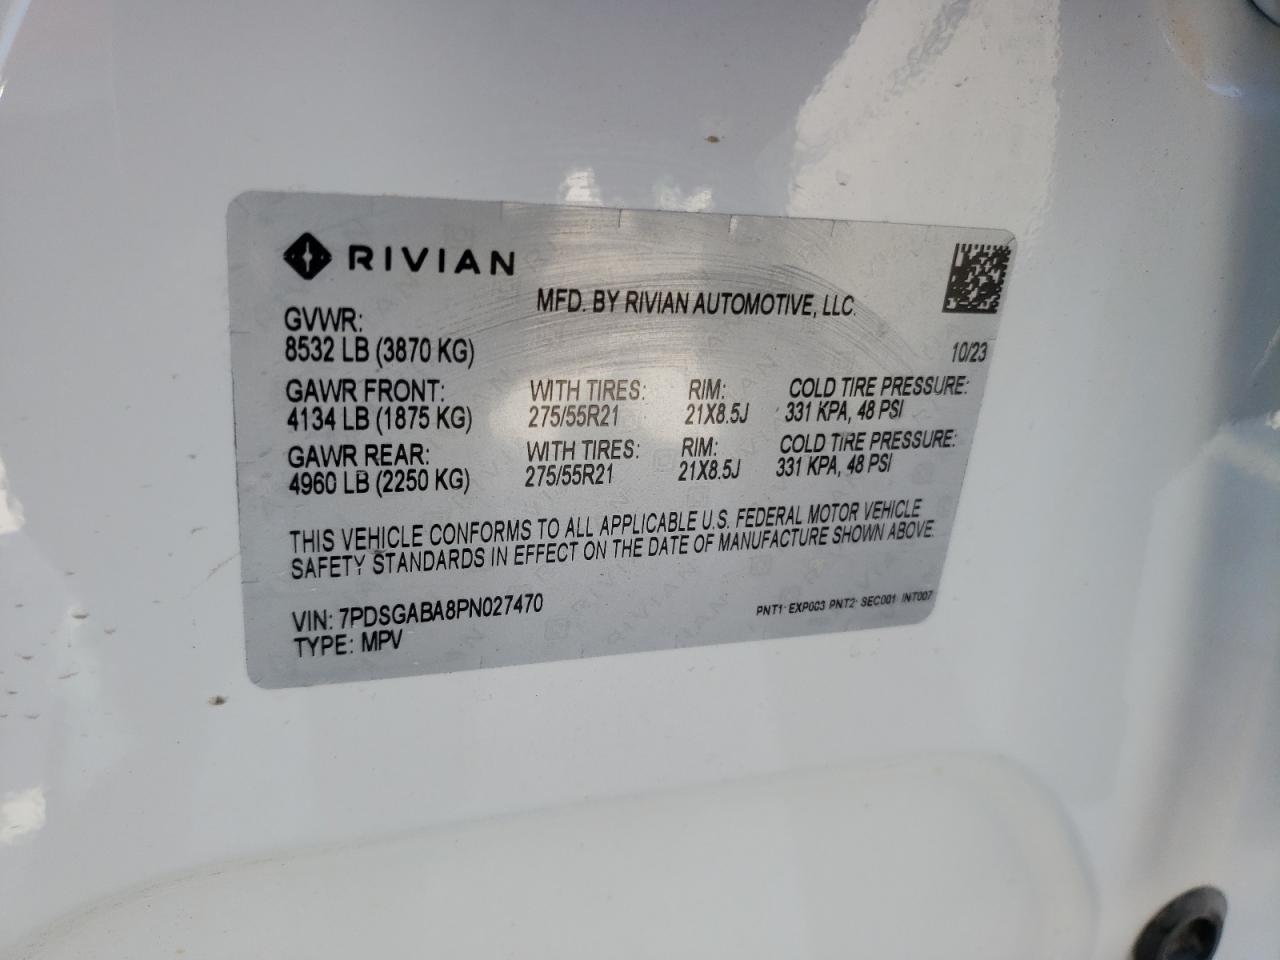 RIVIAN
MFD. BY RIVIAN AUTOMOTIVE, LLC.
GVWR:
8532 LB (3870 KG)
10/23
GAWR FRONT: WITH TIRES: RIM: COLD TIRE PRESSURE:
4134 LB (1875 KG) 275/55R21 21X8.5J 331 KPA, 48 PSI
GAWR REAR: WITH TIRES: RIM: COLD TIRE PRESSURE:
4960 LB (2250 KG) 275/55R21 21X8.5J 331 KPA, 48 PSI
THIS VEHICLE CONFORMS TO ALL APPLICABLE U.S. FEDERAL MOTOR VEHICLE
SAFETY STANDARDS IN EFFECT ON THE DATE OF MANUFACTURE SHOWN ABOVE.
VIN: 7PDSGABA8PN027470
TYPE: MPV
PNT1: EXP003 PNT2: SEC001 INT007